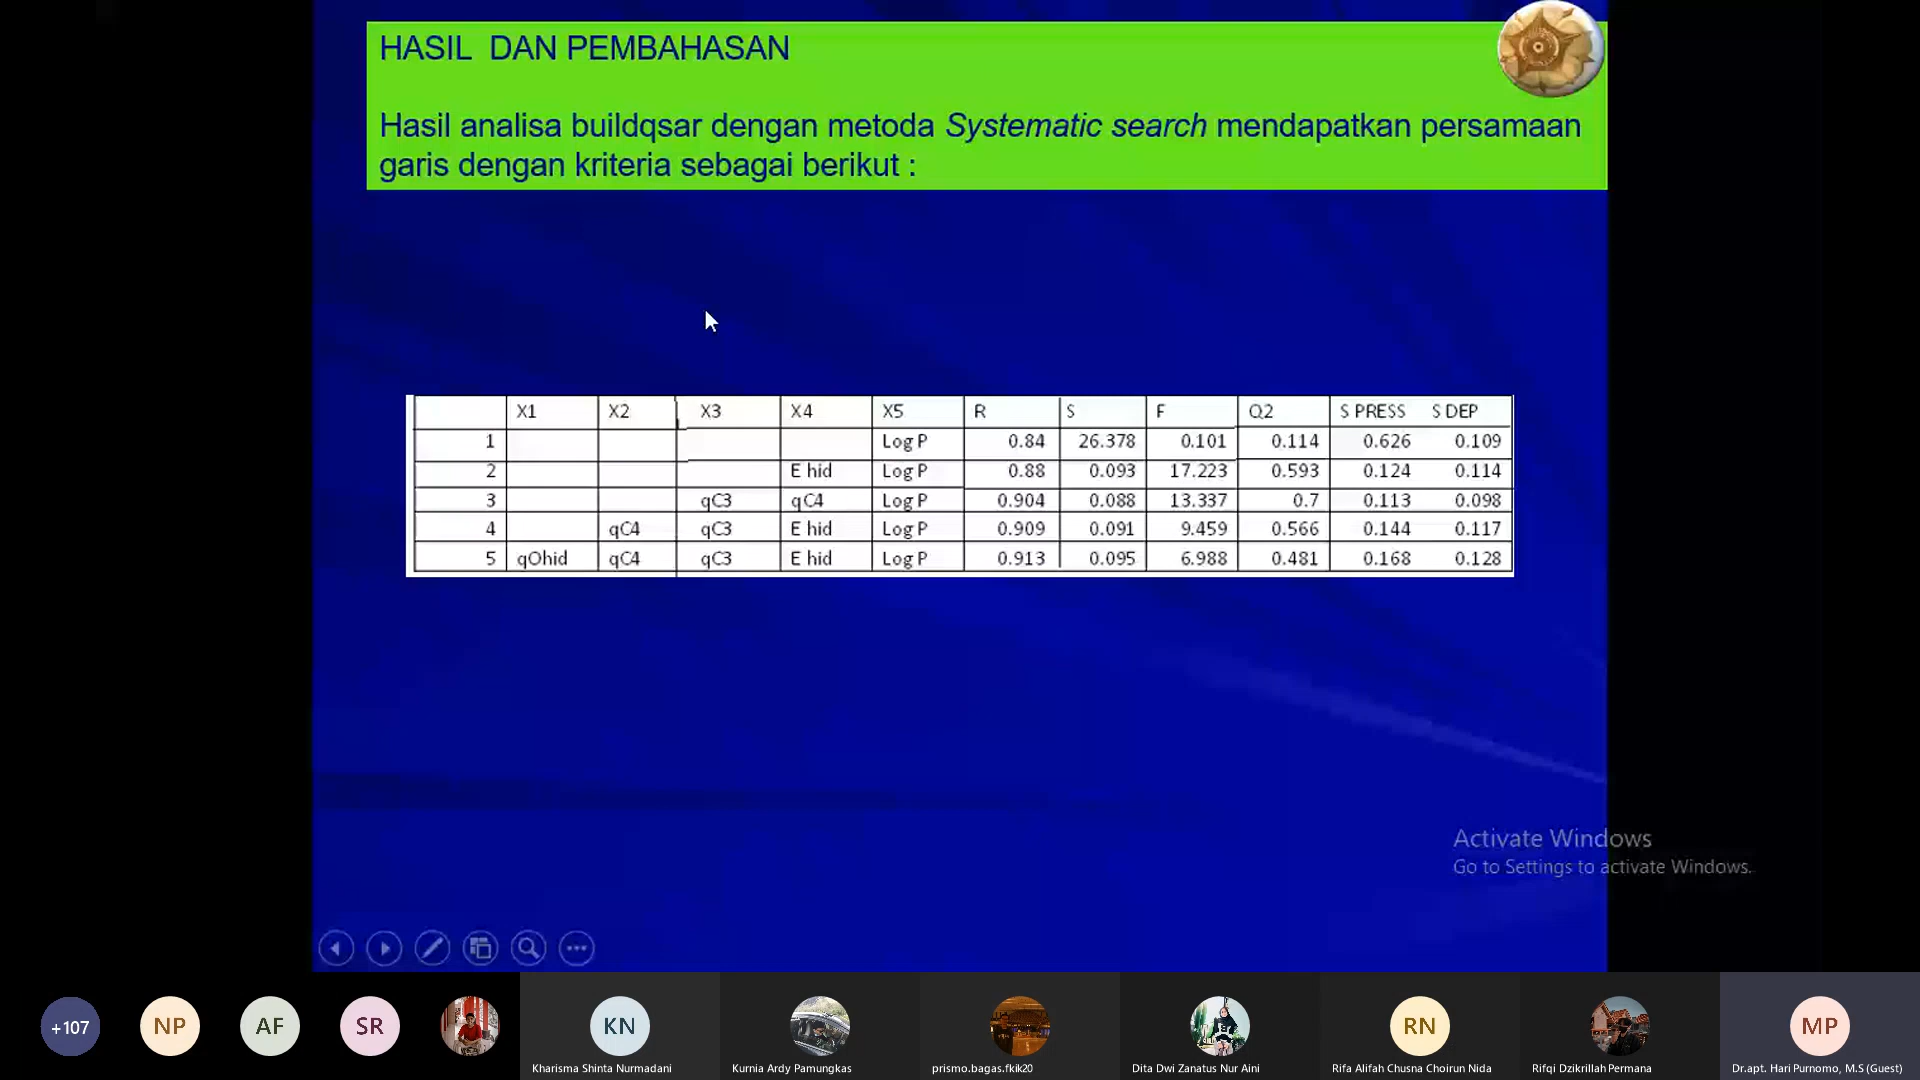 HASIL DAN PEMBAHASAN
Hasil analisa buildqsar dengan metoda Systematic search mendapatkan persamaan
garis dengan kriteria sebagai berikut :
X1 X2 X3 X4 X5 R S F Q2 S PRESS S DEP
1 Log P 0.84 26.378 0.101 0.114 0.626 0.109
2 E hid Log P 0.88 0.093 17.223 0.593 0.124 0.114
3 qC3 qC4 Log P 0.904 0.088 13.337 0.7 0.113 0.098
4 qC4 qC3 E hid Log P 0.909 0.091 9.459 0.566 0.144 0.117
5 qOhid qC4 qC3 E hid Log P 0.913 0.095 6.988 0.481 0.168 0.128
Activate Windows
Go to Settings to activate Windows.
+107 NP AF SR KN RN MP
Kharisma Shinta Nurmadani Kurnia Ardy Pamungkas prismo.bagas.fkik20 Dita Dwi Zanatus Nur Aini Rifa Alifah Chusna Choirun Nida Rifqi Dzikrillah Permana Dr.apt. Hari Purnomo, M.S (Guest)